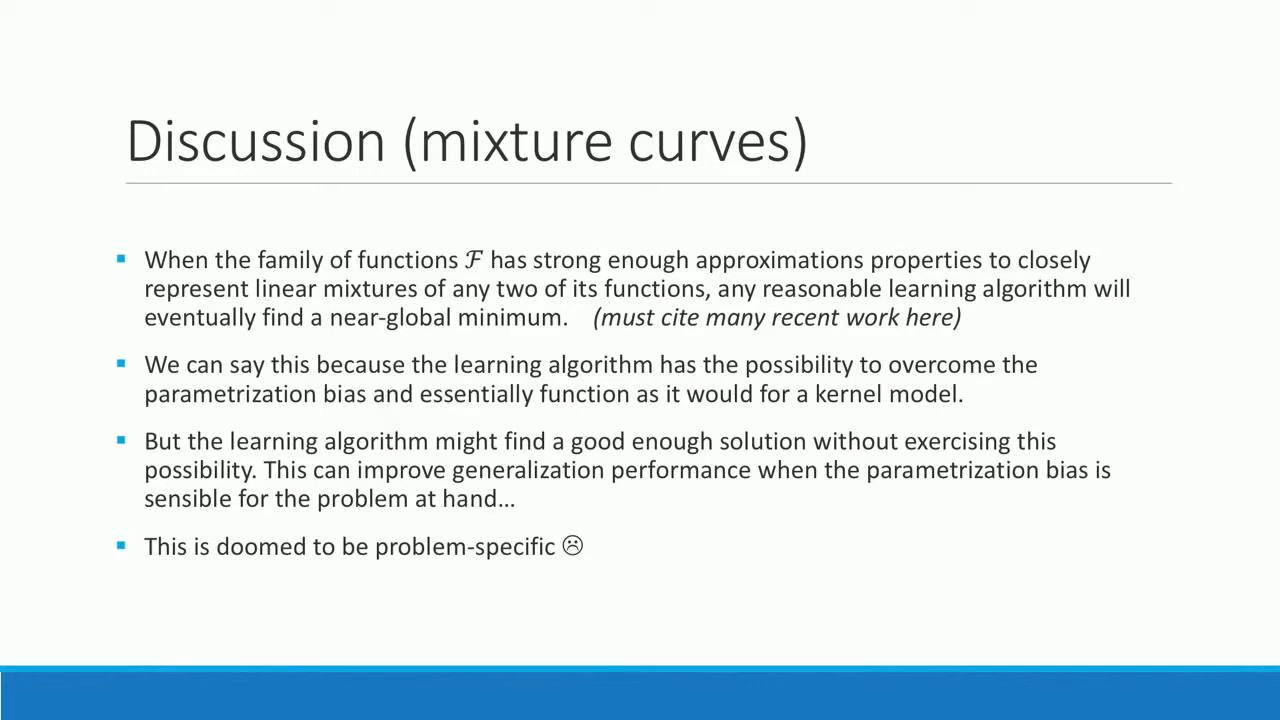 Discussion (mixture curves)
▪ When the family of functions ℱ has strong enough approximations properties to closely
represent linear mixtures of any two of its functions, any reasonable learning algorithm will
eventually find a near-global minimum. (must cite many recent work here)
▪ We can say this because the learning algorithm has the possibility to overcome the
parametrization bias and essentially function as it would for a kernel model.
▪ But the learning algorithm might find a good enough solution without exercising this
possibility. This can improve generalization performance when the parametrization bias is
sensible for the problem at hand…
▪ This is doomed to be problem-specific ☹